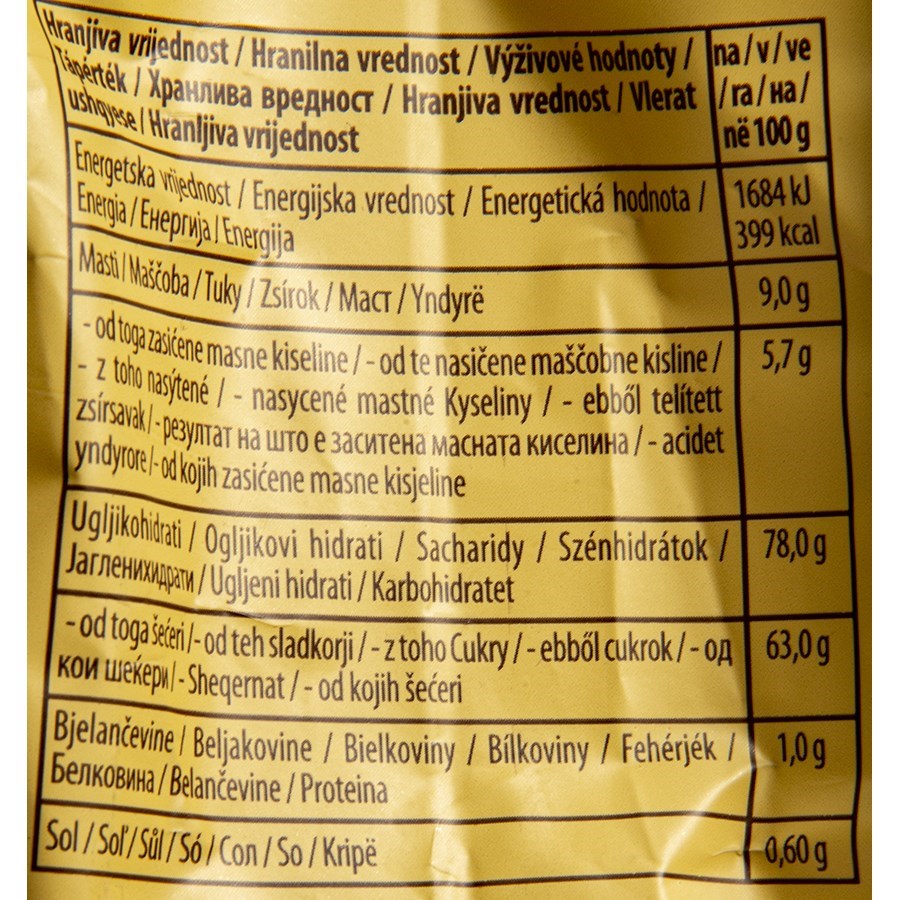 Hranjiva vrijednost / Hranilna vrednost / Výživové hodnoty / na / v / ve
Tápérték / Хранлива вредност / Hranjiva vrednost / Vlerat / ra / на /
ushqyese / Hranljiva vrijednost në 100 g
Energetska vrijednost / Energijska vrednost / Energetická hodnota / 1684 kJ
Energia / Енергија / Energija 399 kcal
Masti / Maščoba / Tuky / Zsírok / Маст / Yndyrë 9,0 g
- od toga zasićene masne kiseline / - od te nasičene maščobne kisline / 5,7 g
- z toho nasýtené / - nasycené mastné Kyseliny / - ebből telített
zsírsavak / - резултат на што е заситена масната киселина / - acidet
yndyrore / - od kojih zasićene masne kisjeline
Ugljikohidrati / Ogljikovi hidrati / Sacharidy / Szénhidrátok / 78,0 g
Јагленихидрати / Ugljeni hidrati / Karbohidratet
- od toga šećeri / - od teh sladkorji / - z toho Cukry / - ebből cukrok / - од 63,0 g
кои шеќери / - Sheqernat / - od kojih šećeri
Bjelančevine / Beljakovine / Bielkoviny / Bílkoviny / Fehérjék / 1,0 g
Белковина / Belančevine / Proteina
Sol / Soľ / Sůl / Só / Сол / So / Kripë 0,60 g